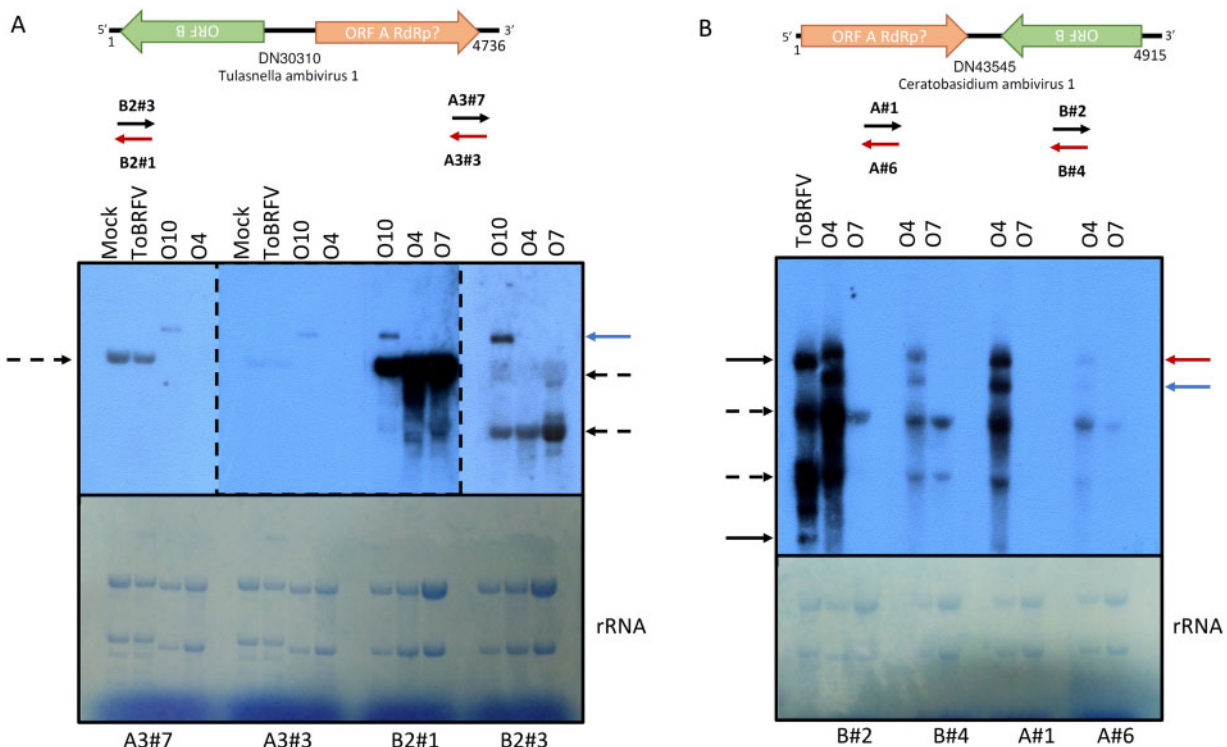 A
5'
ORF B
ORF A RdRp?
3'
1
4736
DN30310
Tulasnella ambivirus 1
B2#3
A3#7
B2#1
A3#3
Mock
ToBRFV
O10
O4
Mock
ToBRFV
O10
O4
O10
O4
O7
O10
O4
O7
rRNA
A3#7
A3#3
B2#1
B2#3
B
5'
ORF A RdRp?
ORF B
3'
1
4915
DN43545
Ceratobasidium ambivirus 1
A#1
B#2
A#6
B#4
ToBRFV
O4
O7
O4
O7
O4
O7
O4
O7
rRNA
B#2
B#4
A#1
A#6